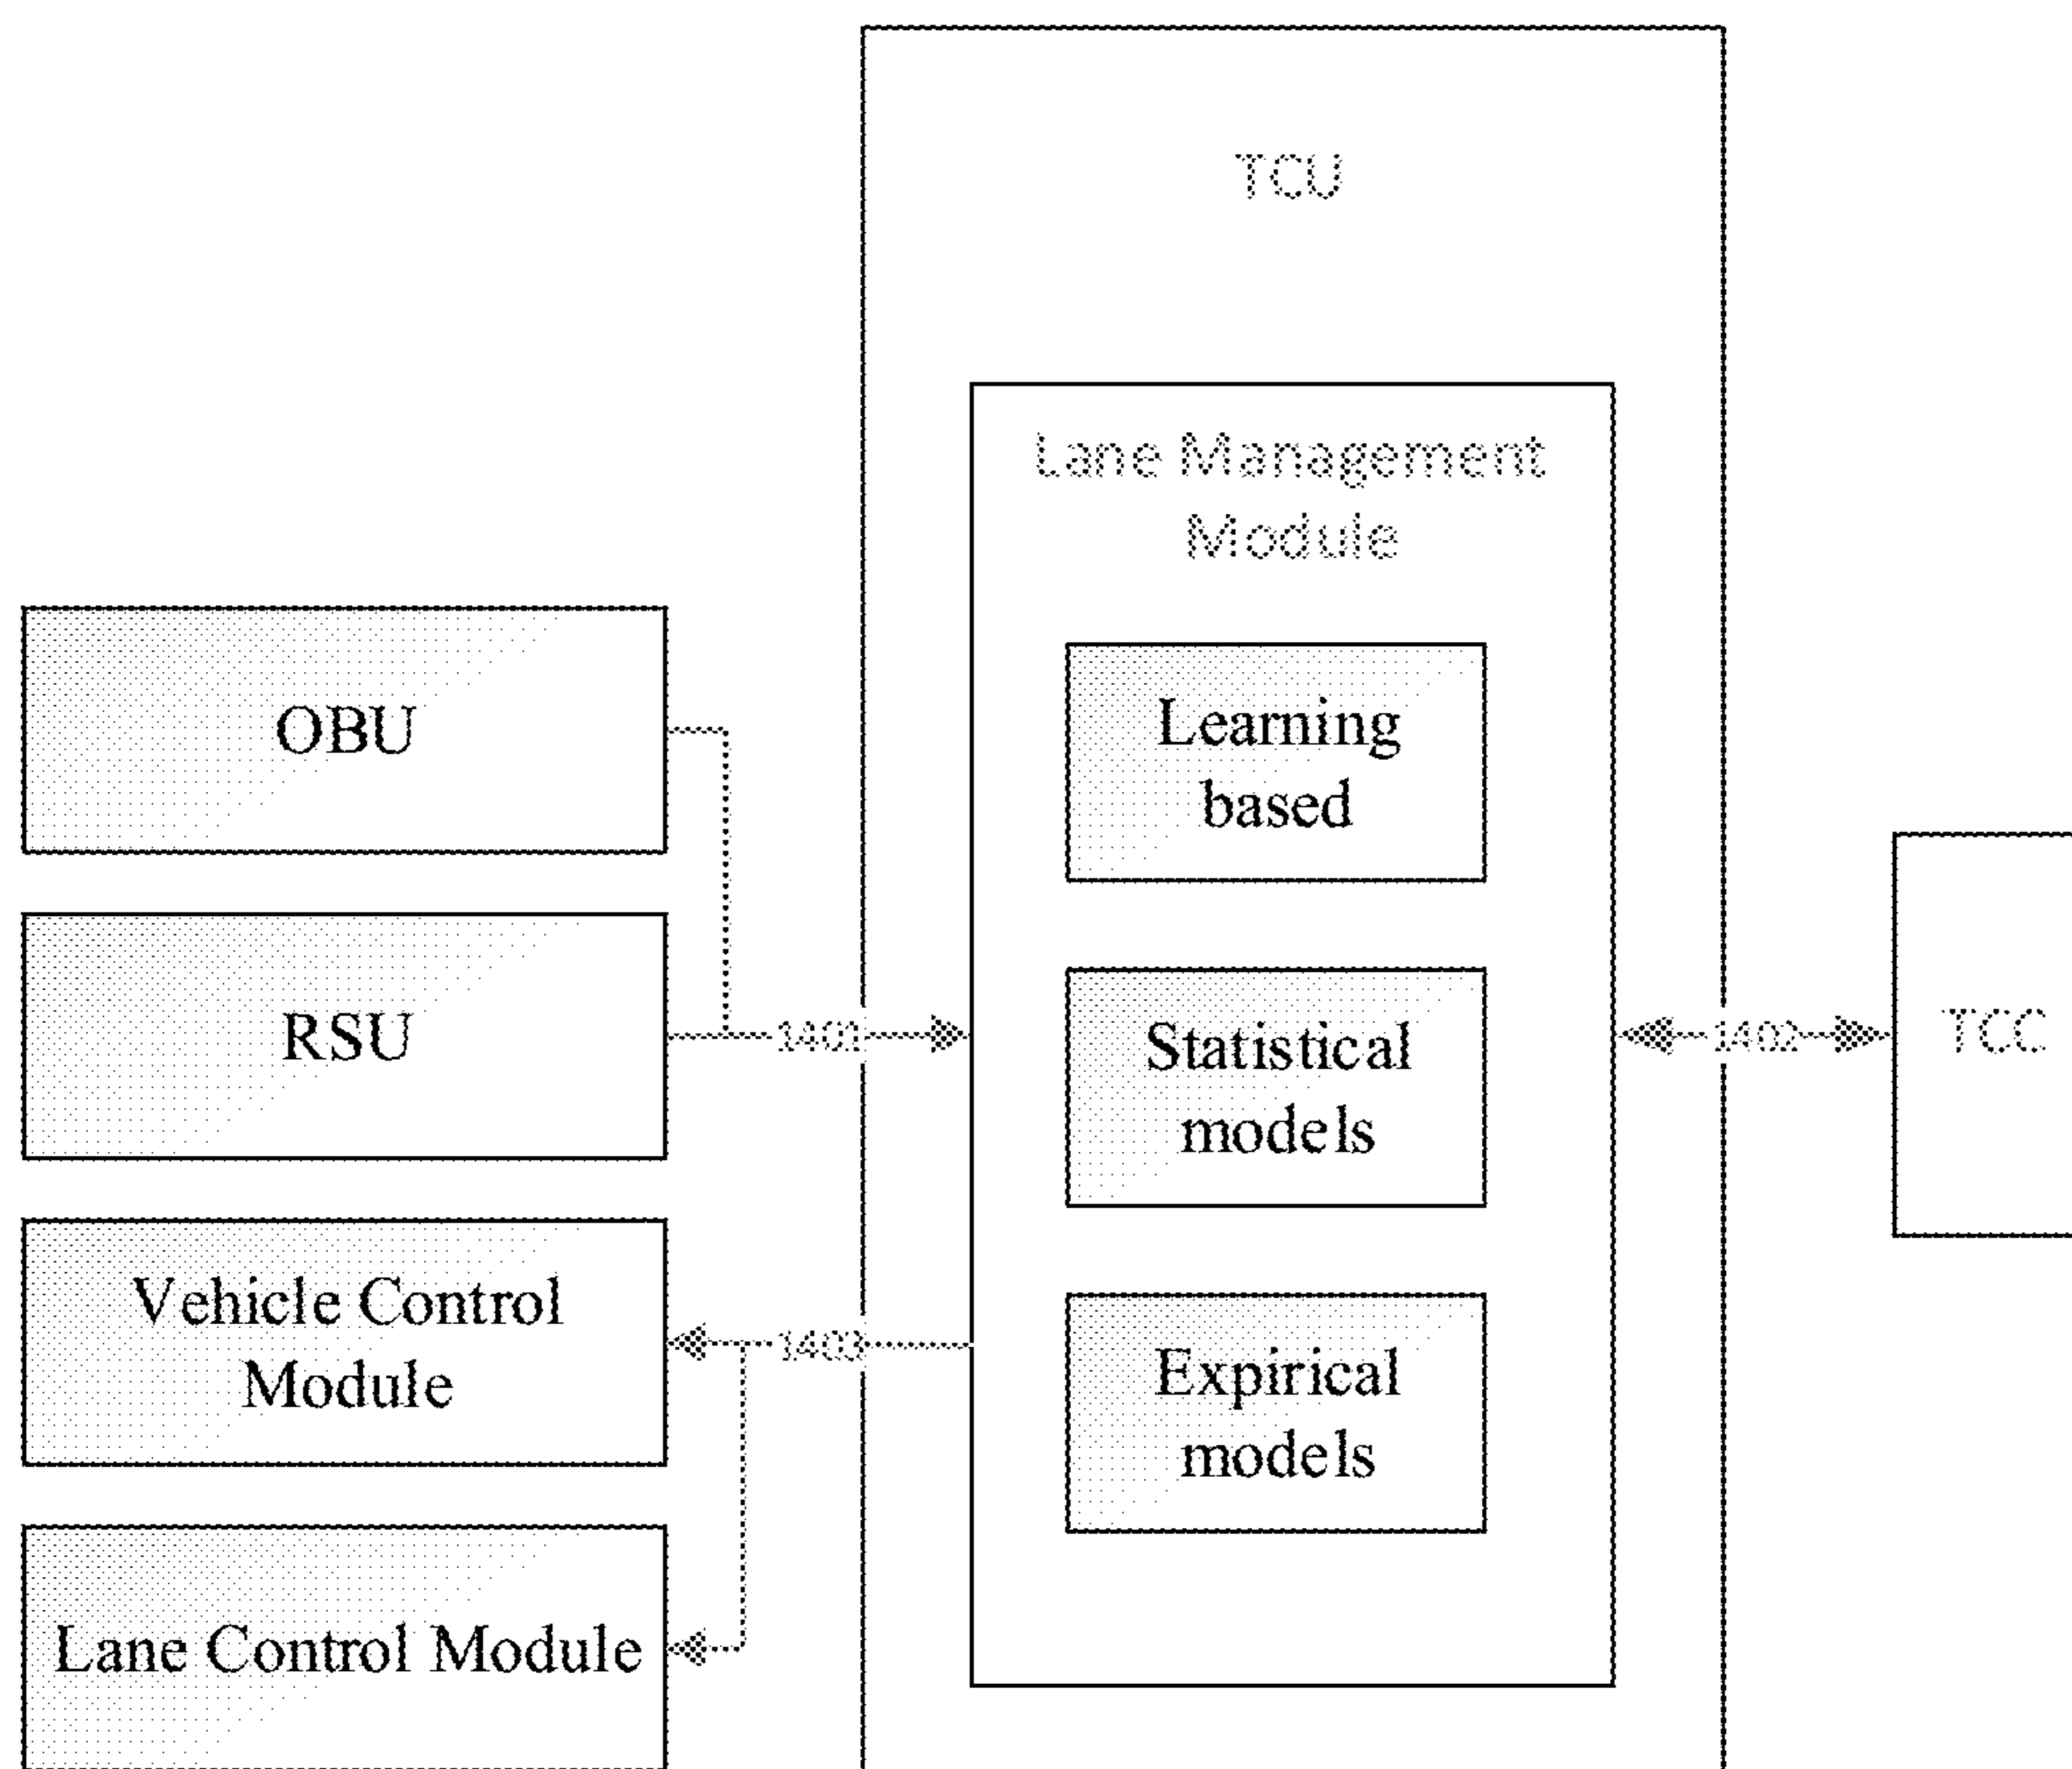 TCU
Lane Management
Module
OBU
Learning
based
RSU
1401
Statistical
models
1402
TCC
Vehicle Control
Module
1403
Expirical
models
Lane Control Module